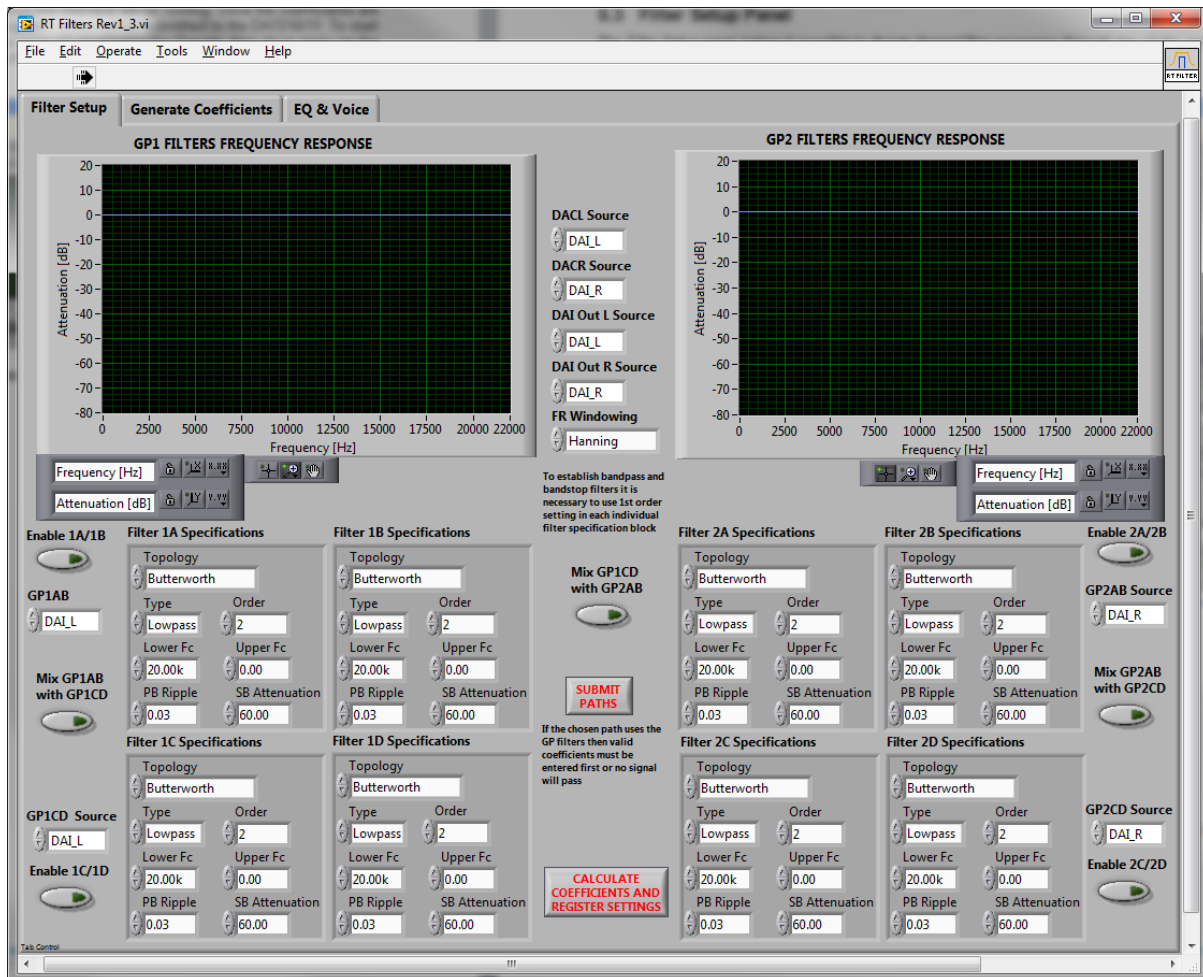 5.3 Filter Setup Panel
RT Filters Rev1_3.vi
File Edit Operate Tools Window Help
RT FILTER
Filter Setup
Generate Coefficients
EQ & Voice
GP1 FILTERS FREQUENCY RESPONSE
20
10
0
-10
-20
-30
-40
-50
-60
-70
-80
Attenuation [dB]
0 2500 5000 7500 10000 12500 15000 17500 20000 22000
Frequency [Hz]
Frequency [Hz]
Attenuation [dB]
DACL Source
DAI_L
DACR Source
DAI_R
DAI Out L Source
DAI_L
DAI Out R Source
DAI_R
FR Windowing
Hanning
To establish bandpass and
bandstop filters it is
necessary to use 1st order
setting in each individual
filter specification block
GP2 FILTERS FREQUENCY RESPONSE
20
10
0
-10
-20
-30
-40
-50
-60
-70
-80
Attenuation [dB]
0 2500 5000 7500 10000 12500 15000 17500 20000 22000
Frequency [Hz]
Frequency [Hz]
Attenuation [dB]
Enable 1A/1B
GP1AB
DAI_L
Mix GP1AB
with GP1CD
GP1CD Source
DAI_L
Enable 1C/1D
Filter 1A Specifications
Topology
Butterworth
Type Order
Lowpass 2
Lower Fc Upper Fc
20.00k 0.00
PB Ripple SB Attenuation
0.03 60.00
Filter 1B Specifications
Topology
Butterworth
Type Order
Lowpass 2
Lower Fc Upper Fc
20.00k 0.00
PB Ripple SB Attenuation
0.03 60.00
Filter 1C Specifications
Topology
Butterworth
Type Order
Lowpass 2
Lower Fc Upper Fc
20.00k 0.00
PB Ripple SB Attenuation
0.03 60.00
Filter 1D Specifications
Topology
Butterworth
Type Order
Lowpass 2
Lower Fc Upper Fc
20.00k 0.00
PB Ripple SB Attenuation
0.03 60.00
Mix GP1CD
with GP2AB
SUBMIT
PATHS
If the chosen path uses the
GP filters then valid
coefficients must be
entered first or no signal
will pass
CALCULATE
COEFFICIENTS AND
REGISTER SETTINGS
Filter 2A Specifications
Topology
Butterworth
Type Order
Lowpass 2
Lower Fc Upper Fc
20.00k 0.00
PB Ripple SB Attenuation
0.03 60.00
Filter 2B Specifications
Topology
Butterworth
Type Order
Lowpass 2
Lower Fc Upper Fc
20.00k 0.00
PB Ripple SB Attenuation
0.03 60.00
Filter 2C Specifications
Topology
Butterworth
Type Order
Lowpass 2
Lower Fc Upper Fc
20.00k 0.00
PB Ripple SB Attenuation
0.03 60.00
Filter 2D Specifications
Topology
Butterworth
Type Order
Lowpass 2
Lower Fc Upper Fc
20.00k 0.00
PB Ripple SB Attenuation
0.03 60.00
Enable 2A/2B
GP2AB Source
DAI_R
Mix GP2AB
with GP2CD
GP2CD Source
DAI_R
Enable 2C/2D
Tab Control